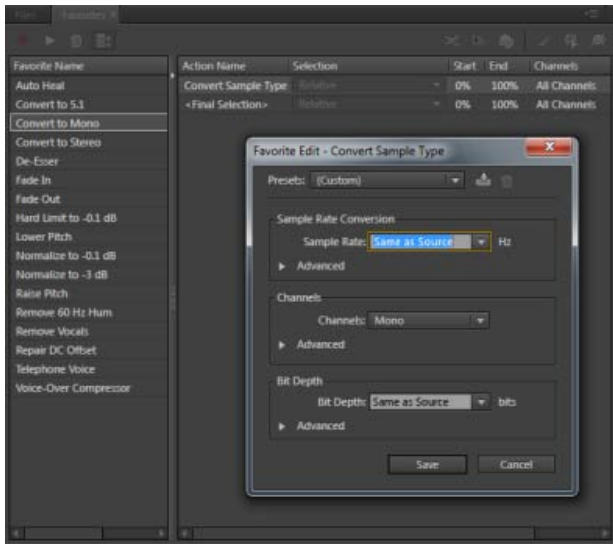 Files Favorites ×
Favorite Name
Auto Heal
Convert to 5.1
Convert to Mono
Convert to Stereo
De-Esser
Fade In
Fade Out
Hard Limit to -0.1 dB
Lower Pitch
Normalize to -0.1 dB
Normalize to -3 dB
Raise Pitch
Remove 60 Hz Hum
Remove Vocals
Repair DC Offset
Telephone Voice
Voice-Over Compressor
Action Name Selection Start End Channels
Convert Sample Type Relative 0% 100% All Channels
<Final Selection> Relative 0% 100% All Channels
Favorite Edit - Convert Sample Type
Presets: (Custom)
Sample Rate Conversion
Sample Rate: Same as Source Hz
Advanced
Channels
Channels: Mono
Advanced
Bit Depth
Bit Depth: Same as Source bits
Advanced
Save Cancel